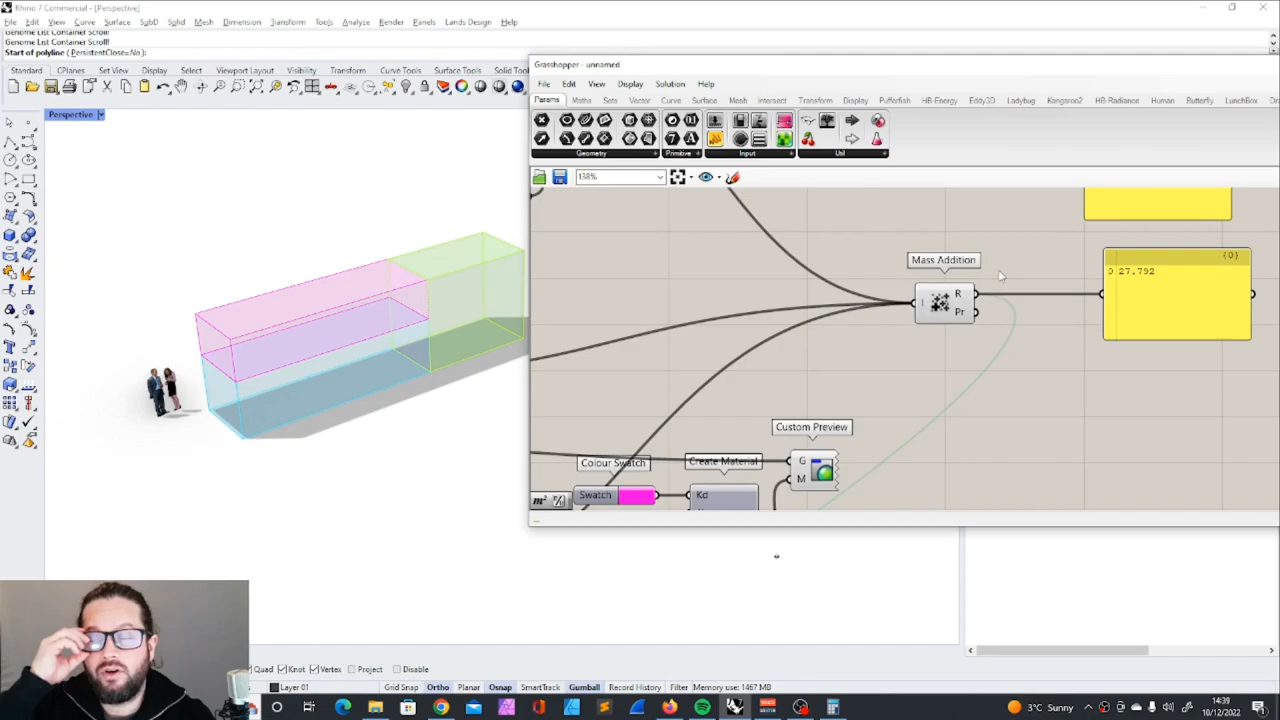 Rhino 7 Commercial - [Perspective]
File Edit View Curve Surface SubD Solid Mesh Dimension Transform Tools Analyze Render Panels Lands Design Help
Genome List Container Scroll!
Genome List Container Scroll!
Start of polyline ( PersistentClose=No ):
Standard CPlanes Set View Display Select Viewport Layout Visibility Transform Curve Tools Surface Tools Solid Too
Perspective
Grasshopper - unnamed
File Edit View Display Solution Help
Params Maths Sets Vector Curve Surface Mesh Intersect Transform Display Pufferfish HB-Energy Eddy3D Ladybug Kangaroo2 HB-Radiance Human Butterfly LunchBox
Geometry Primitive Input Util
138%
Mass Addition
{0}
0 27.792
I R
Pr
Custom Preview
G
M
Colour Swatch Create Material
m²
Swatch Kd
Quad Knot Vertex Project Disable
Layer 01 Grid Snap Ortho Planar Osnap SmartTrack Gumball Record History Filter Memory use: 1467 MB
3°C Sunny
14:39
10/12/2022